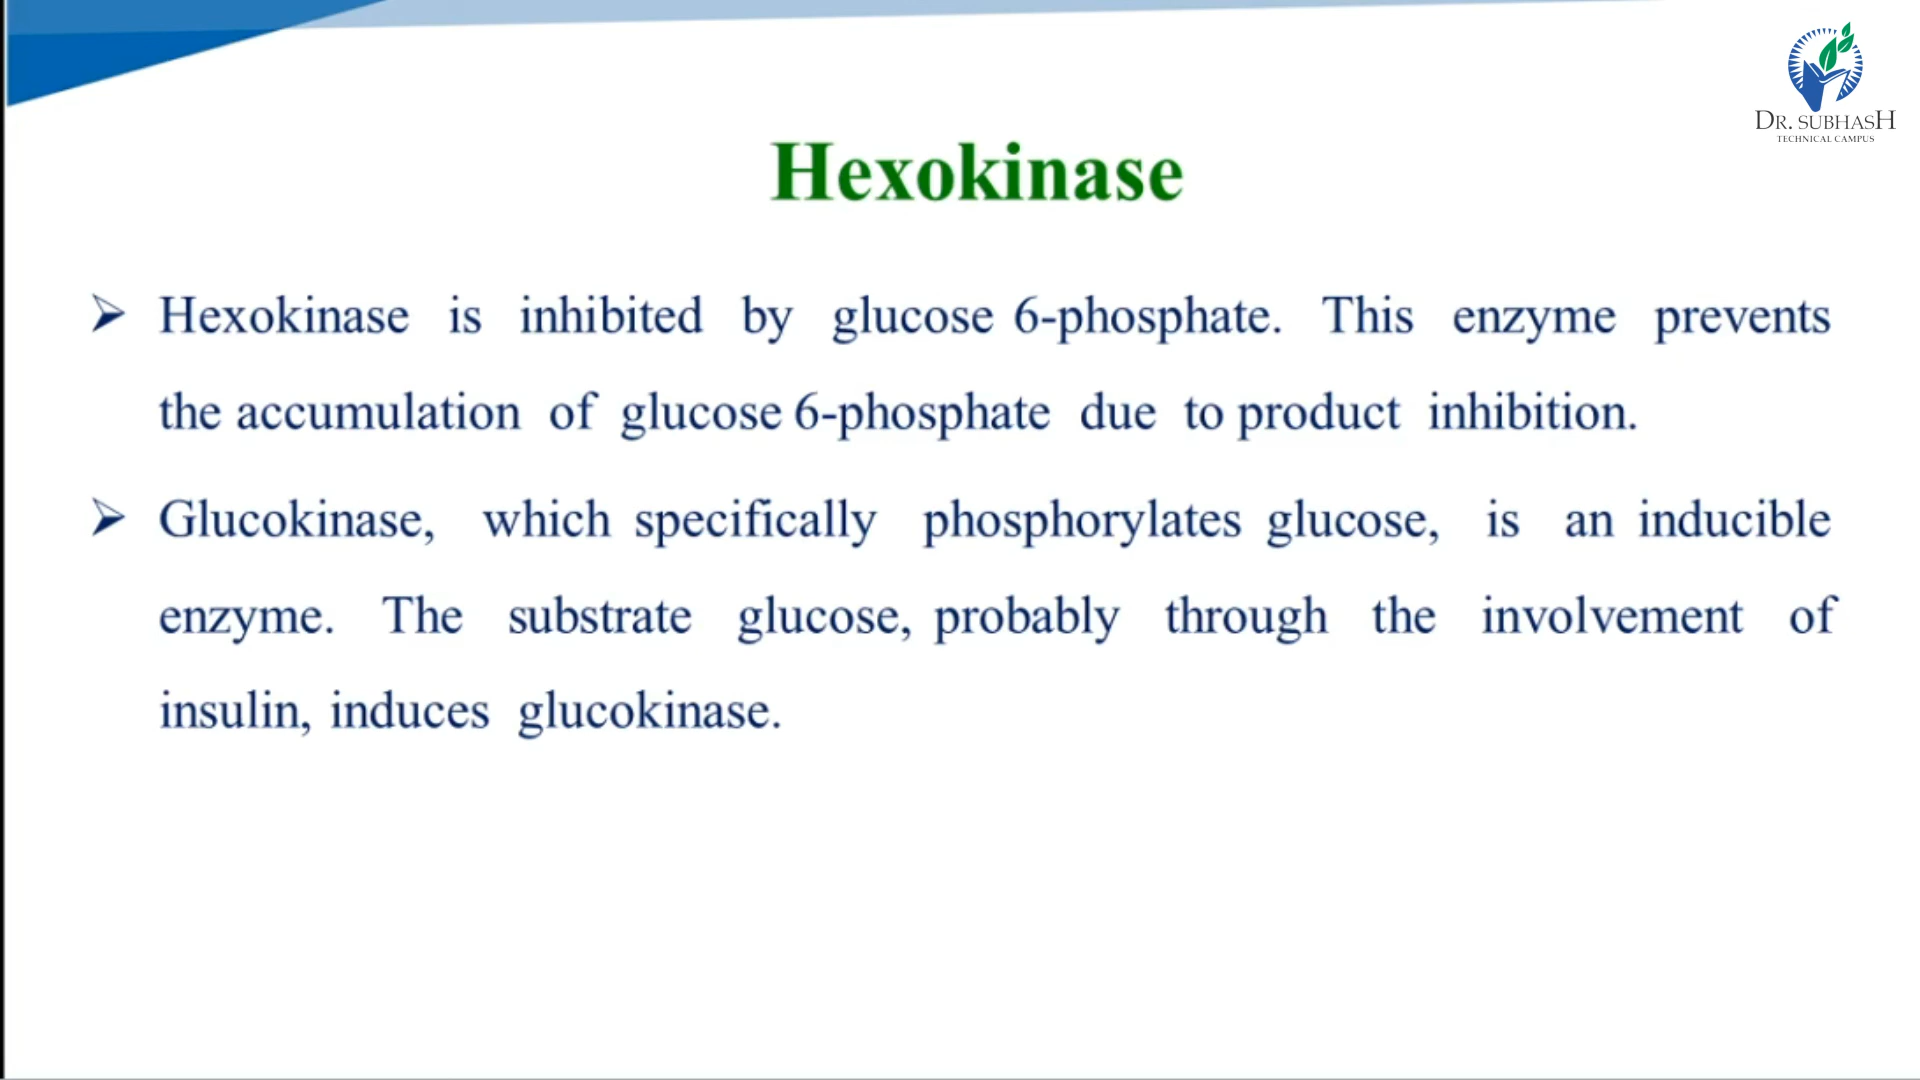 DR. SUBHASH
TECHNICAL CAMPUS
Hexokinase
➢ Hexokinase is inhibited by glucose 6-phosphate. This enzyme prevents
the accumulation of glucose 6-phosphate due to product inhibition.
➢ Glucokinase, which specifically phosphorylates glucose, is an inducible
enzyme. The substrate glucose, probably through the involvement of
insulin, induces glucokinase.